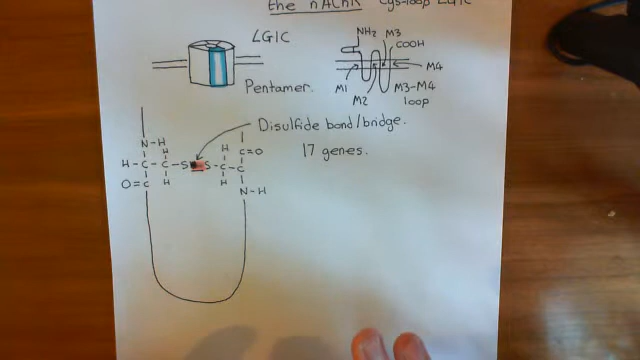 the nAChR Cys-loop LGIC
LGIC
NH2 M3
COOH
M4
Pentamer.
M1
M2
M3-M4
loop
Disulfide bond/bridge.
17 genes.
N-H
H
H-C-C-S
O=C
H
S-C-C
H
C=O
H
N-H